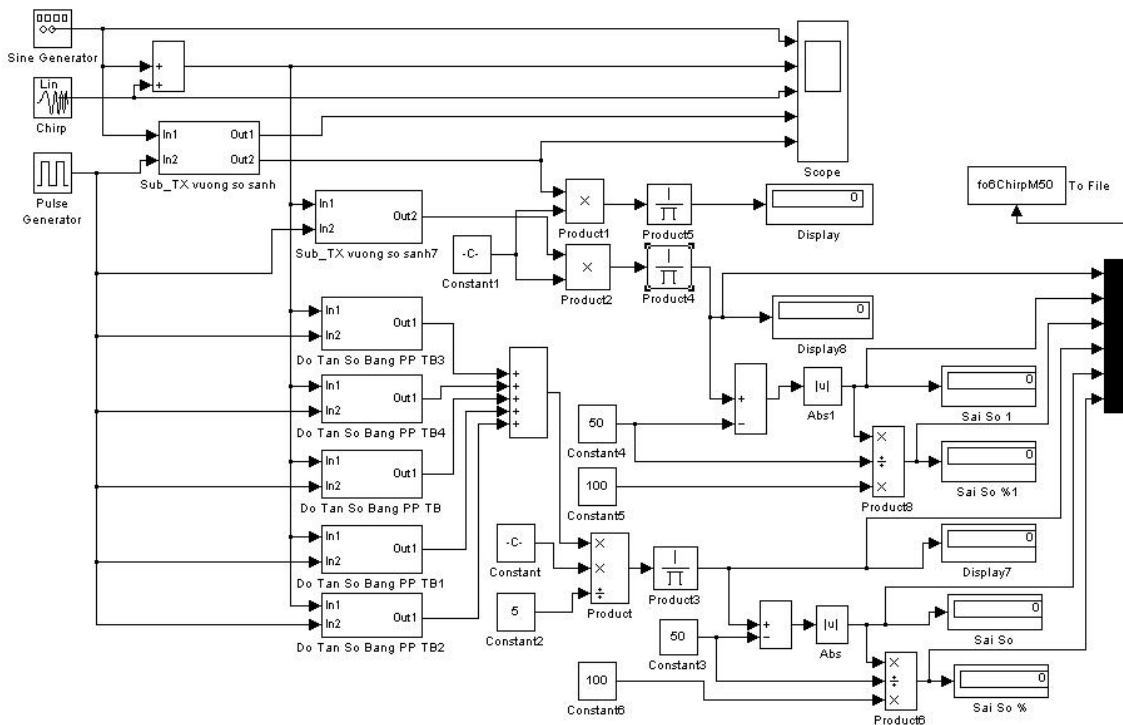 Sine Generator
Lin
Chirp
Pulse
Generator
In1
In2
Out1
Out2
Sub_TX vuong so sanh
Scope
fo6ChirpM50
To File
In1
In2
Out2
Sub_TX vuong so sanh7
-C-
Constant1
×
Product1
1
Π
Product5
0
Display
×
Product2
1
Π
Product4
0
Display8
In1
In2
Out1
Do Tan So Bang PP TB3
In1
In2
Out1
Do Tan So Bang PP TB4
In1
In2
Out1
Do Tan So Bang PP TB
In1
In2
Out1
Do Tan So Bang PP TB1
In1
In2
Out1
Do Tan So Bang PP TB2
50
Constant4
|u|
Abs1
0
Sai So 1
100
Constant5
×
÷
×
Product8
0
Sai So %1
-C-
Constant
5
Constant2
×
×
÷
Product
1
Π
Product3
0
Display7
50
Constant3
|u|
Abs
0
Sai So
100
Constant6
×
÷
×
Product6
0
Sai So %